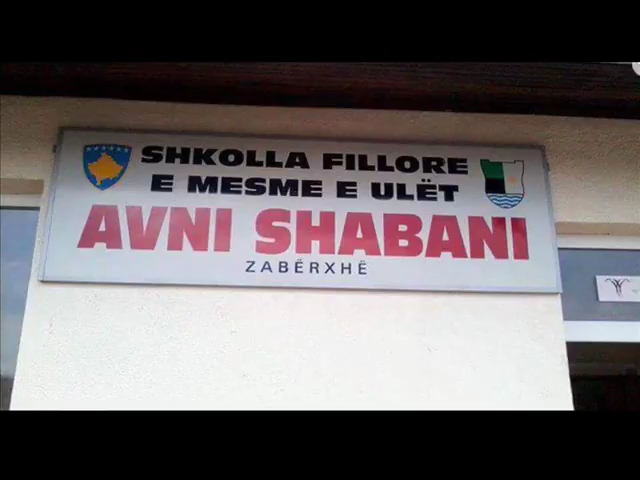 SHKOLLA FILLORE
E MESME E ULËT
AVNI SHABANI
ZABËRXHË